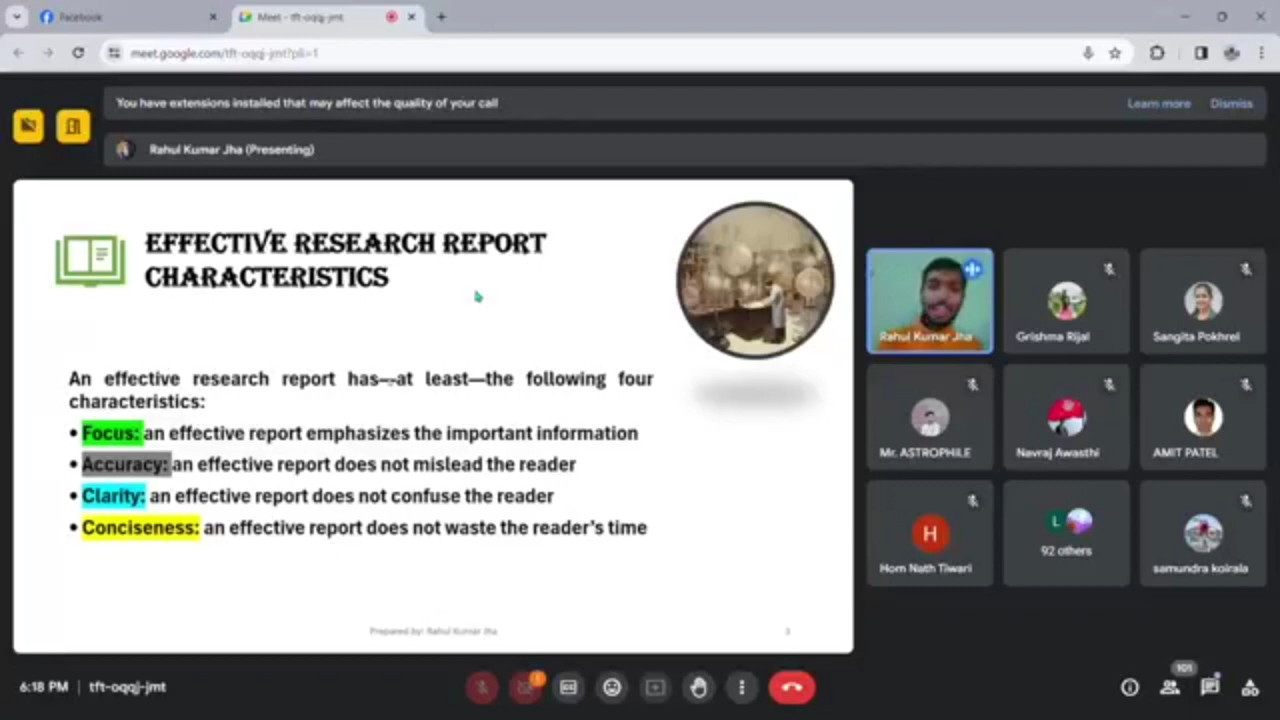 Facebook
Meet - tft-oqqj-jmt
meet.google.com/tft-oqqj-jmt?pli=1
You have extensions installed that may affect the quality of your call
Learn more
Dismiss
Rahul Kumar Jha (Presenting)
EFFECTIVE RESEARCH REPORT
CHARACTERISTICS
An effective research report has—at least—the following four
characteristics:
• Focus: an effective report emphasizes the important information
• Accuracy: an effective report does not mislead the reader
• Clarity: an effective report does not confuse the reader
• Conciseness: an effective report does not waste the reader's time
Prepared by: Rahul Kumar Jha
3
Rahul Kumar Jha
Grishma Rijal
Sangita Pokhrel
Mr. ASTROPHILE
Navraj Awasthi
AMIT PATEL
H
L
Hom Nath Tiwari
92 others
samundra koirala
6:18 PM | tft-oqqj-jmt
CC
101